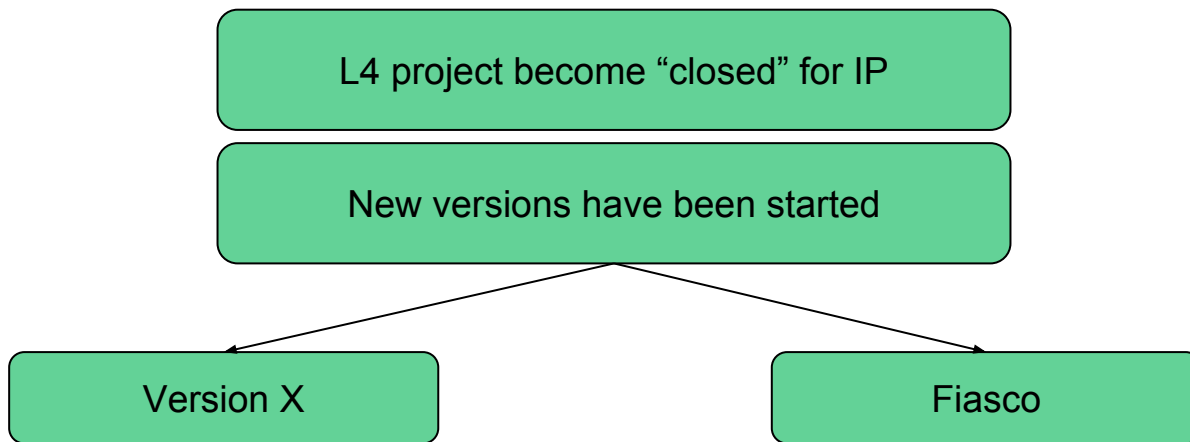 L4 project become “closed” for IP
New versions have been started
Version X
Fiasco